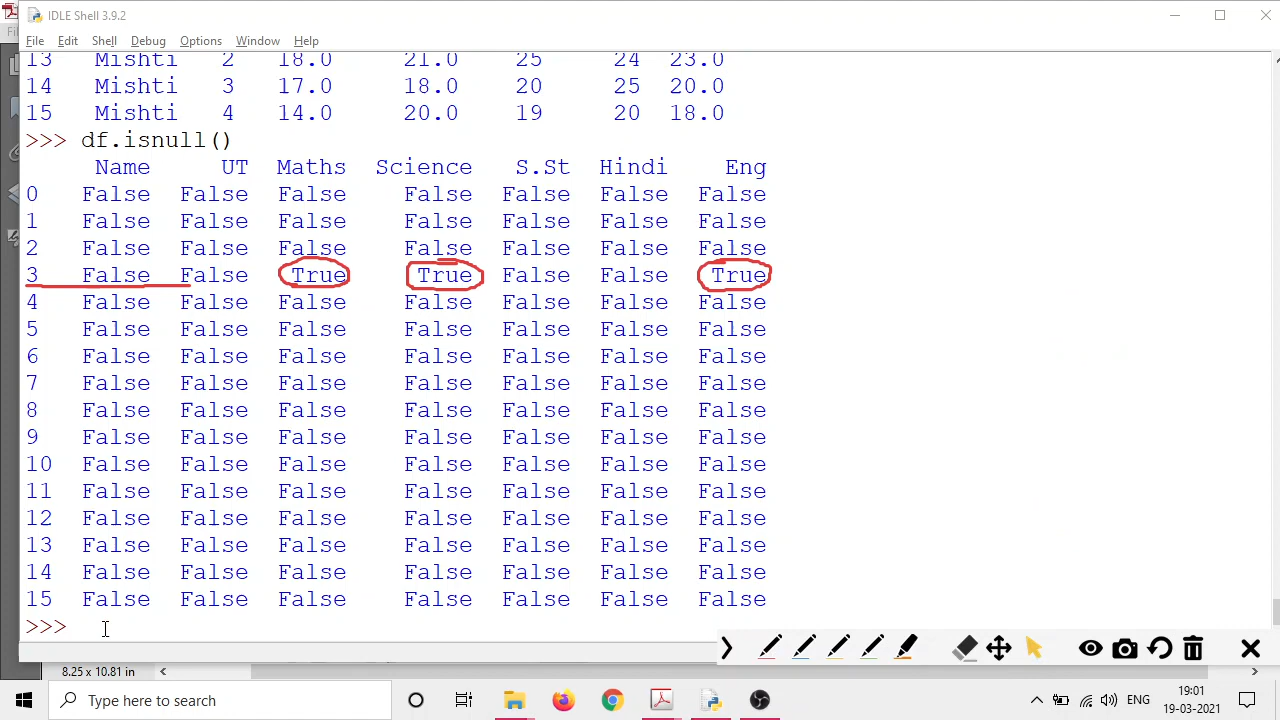 IDLE Shell 3.9.2
File Edit Shell Debug Options Window Help
13 Mishti 2 18.0 21.0 25 24 23.0
14 Mishti 3 17.0 18.0 20 25 20.0
15 Mishti 4 14.0 20.0 19 20 18.0
>>> df.isnull()
Name UT Maths Science S.St Hindi Eng
0 False False False False False False False
1 False False False False False False False
2 False False False False False False False
3 False False True True False False True
4 False False False False False False False
5 False False False False False False False
6 False False False False False False False
7 False False False False False False False
8 False False False False False False False
9 False False False False False False False
10 False False False False False False False
11 False False False False False False False
12 False False False False False False False
13 False False False False False False False
14 False False False False False False False
15 False False False False False False False
>>>
8.25 x 10.81 in
Type here to search
ENG
19:01
19-03-2021